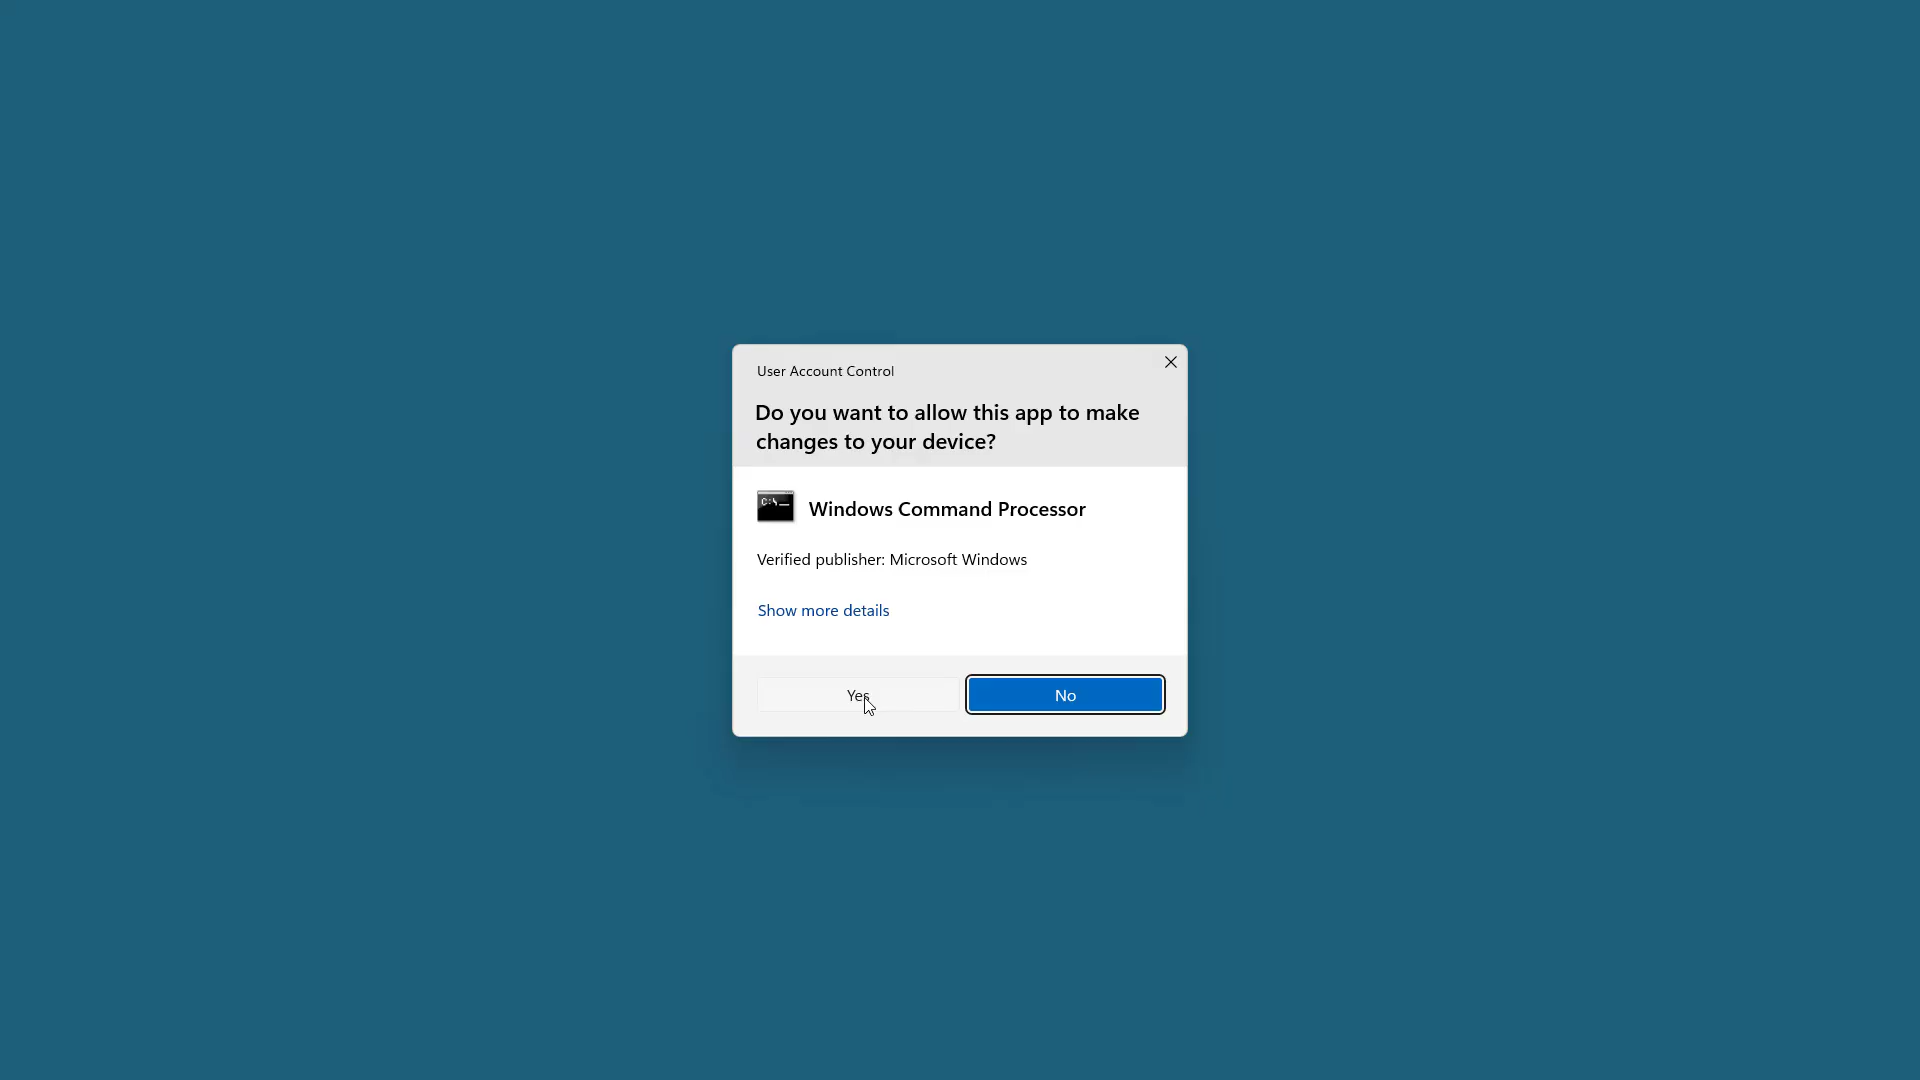 User Account Control
Do you want to allow this app to make
changes to your device?
C:\_
Windows Command Processor
Verified publisher: Microsoft Windows
Show more details
Yes
No